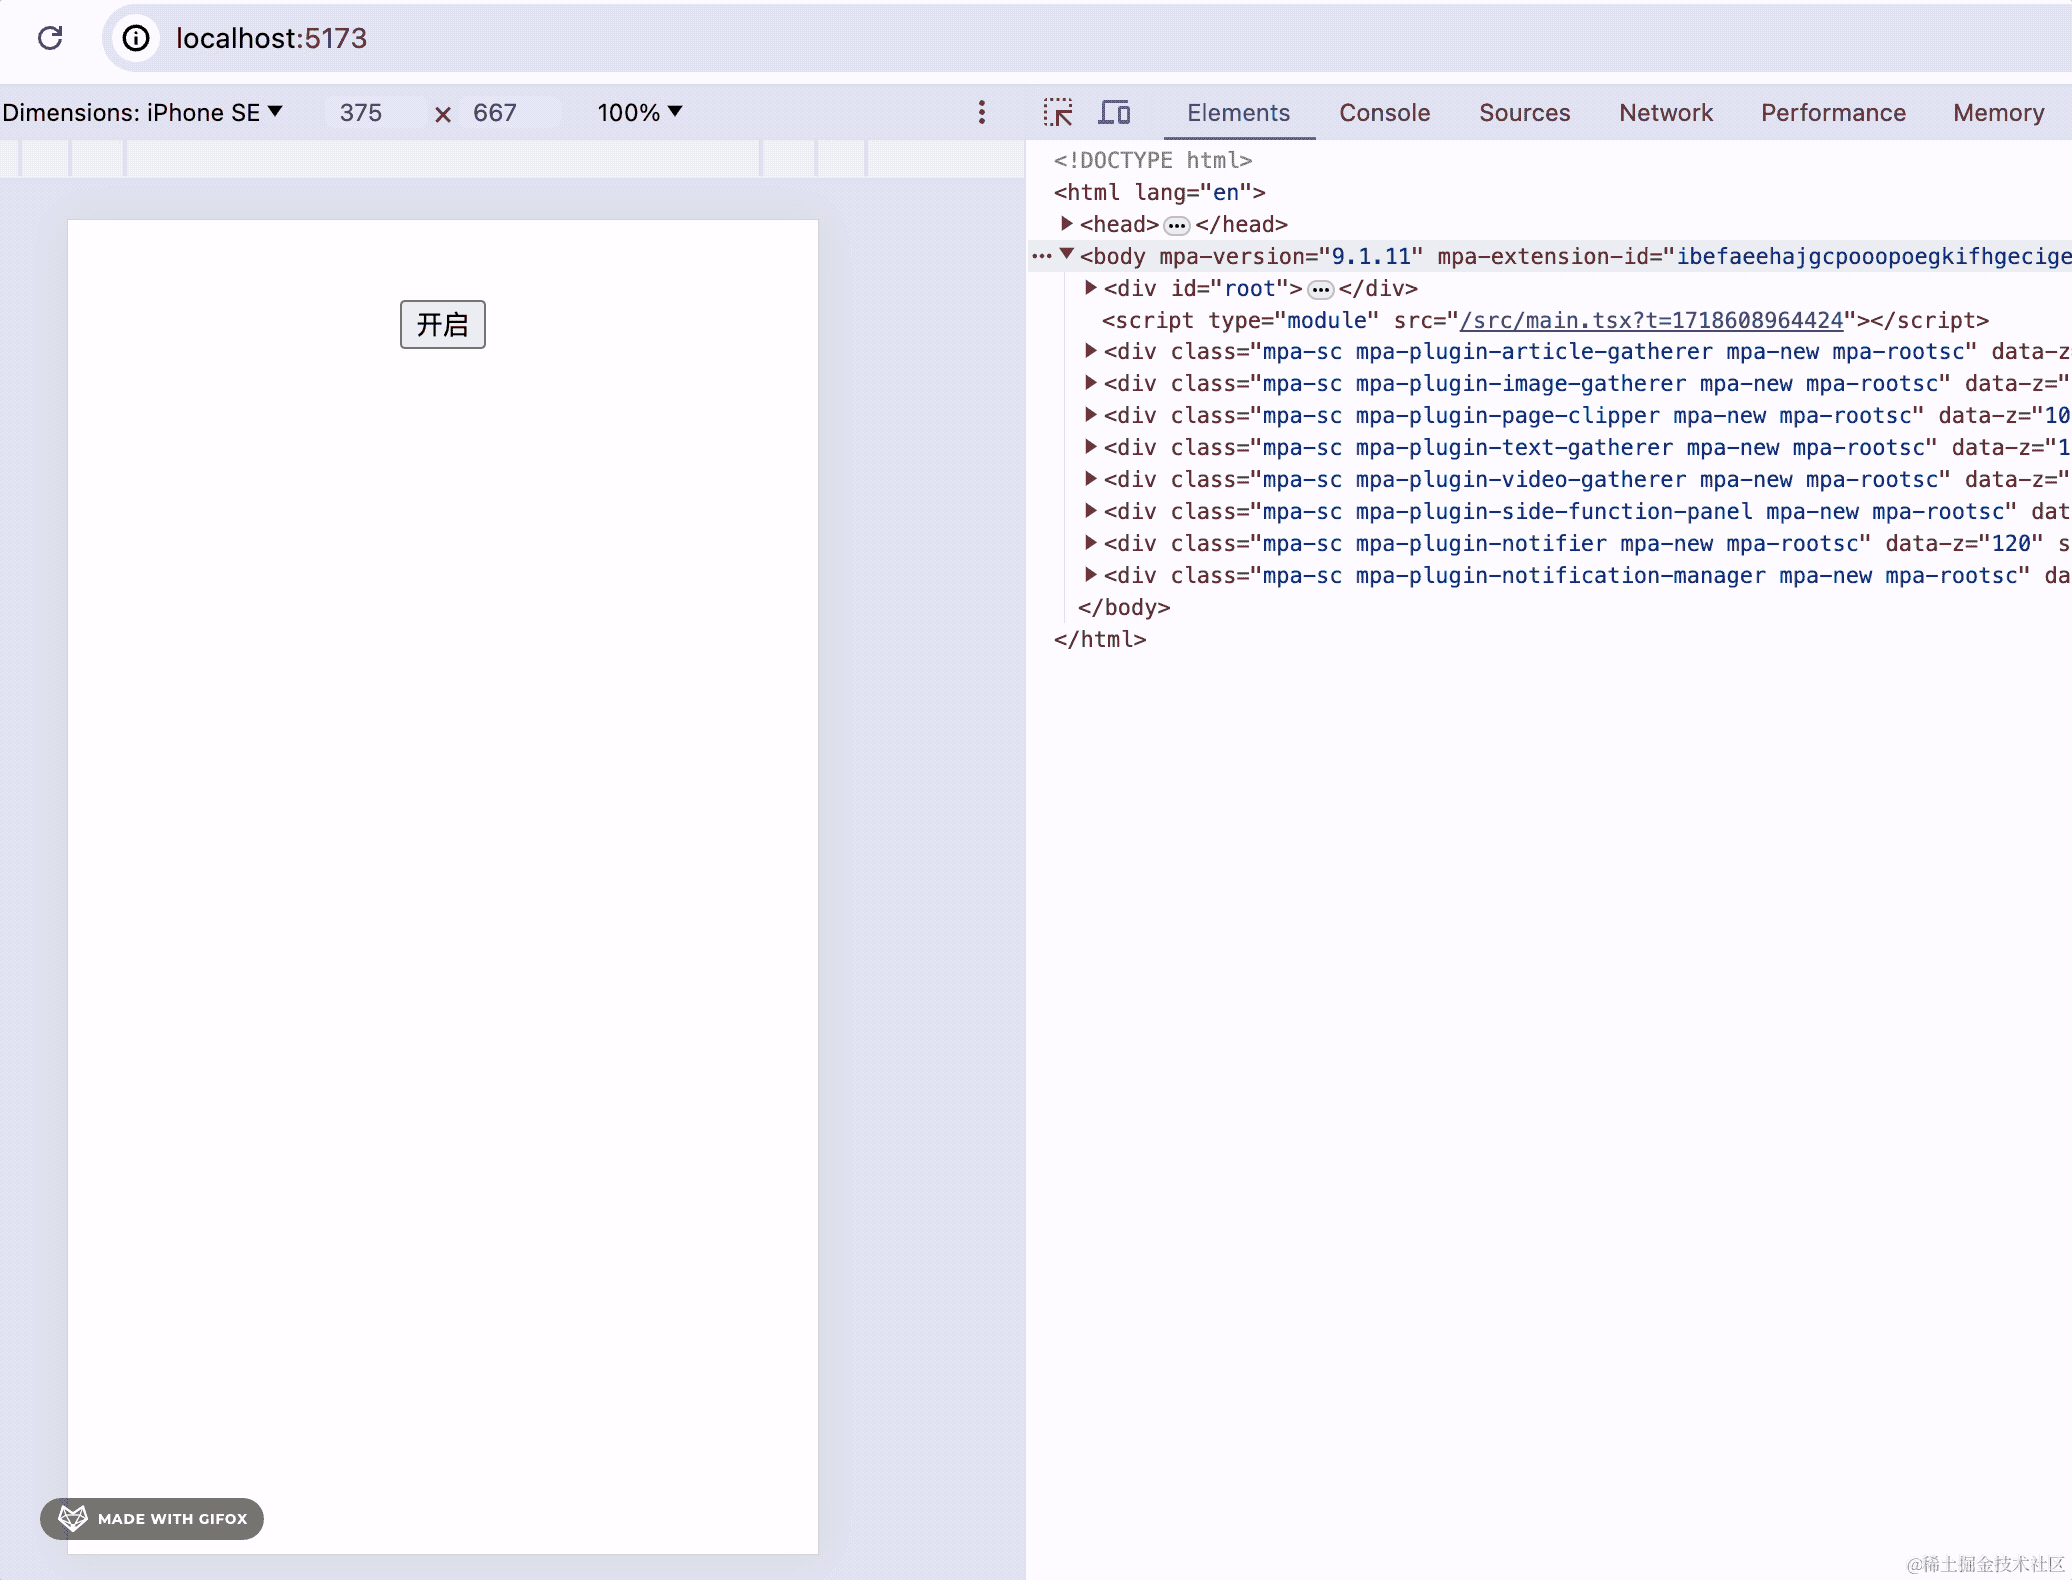 localhost:5173
Dimensions: iPhone SE 375 × 667 100%
Elements Console Sources Network Performance Memory
<!DOCTYPE html>
<html lang="en">
<head>…</head>
<body mpa-version="9.1.11" mpa-extension-id="ibefaeehajgcpooopoegkifhgecige
<div id="root">…</div>
<script type="module" src="/src/main.tsx?t=1718608964424"></script>
<div class="mpa-sc mpa-plugin-article-gatherer mpa-new mpa-rootsc" data-z
<div class="mpa-sc mpa-plugin-image-gatherer mpa-new mpa-rootsc" data-z="
<div class="mpa-sc mpa-plugin-page-clipper mpa-new mpa-rootsc" data-z="10
<div class="mpa-sc mpa-plugin-text-gatherer mpa-new mpa-rootsc" data-z="1
<div class="mpa-sc mpa-plugin-video-gatherer mpa-new mpa-rootsc" data-z="
<div class="mpa-sc mpa-plugin-side-function-panel mpa-new mpa-rootsc" dat
<div class="mpa-sc mpa-plugin-notifier mpa-new mpa-rootsc" data-z="120" s
<div class="mpa-sc mpa-plugin-notification-manager mpa-new mpa-rootsc" da
</body>
</html>
开启
MADE WITH GIFOX
@稀土掘金技术社区